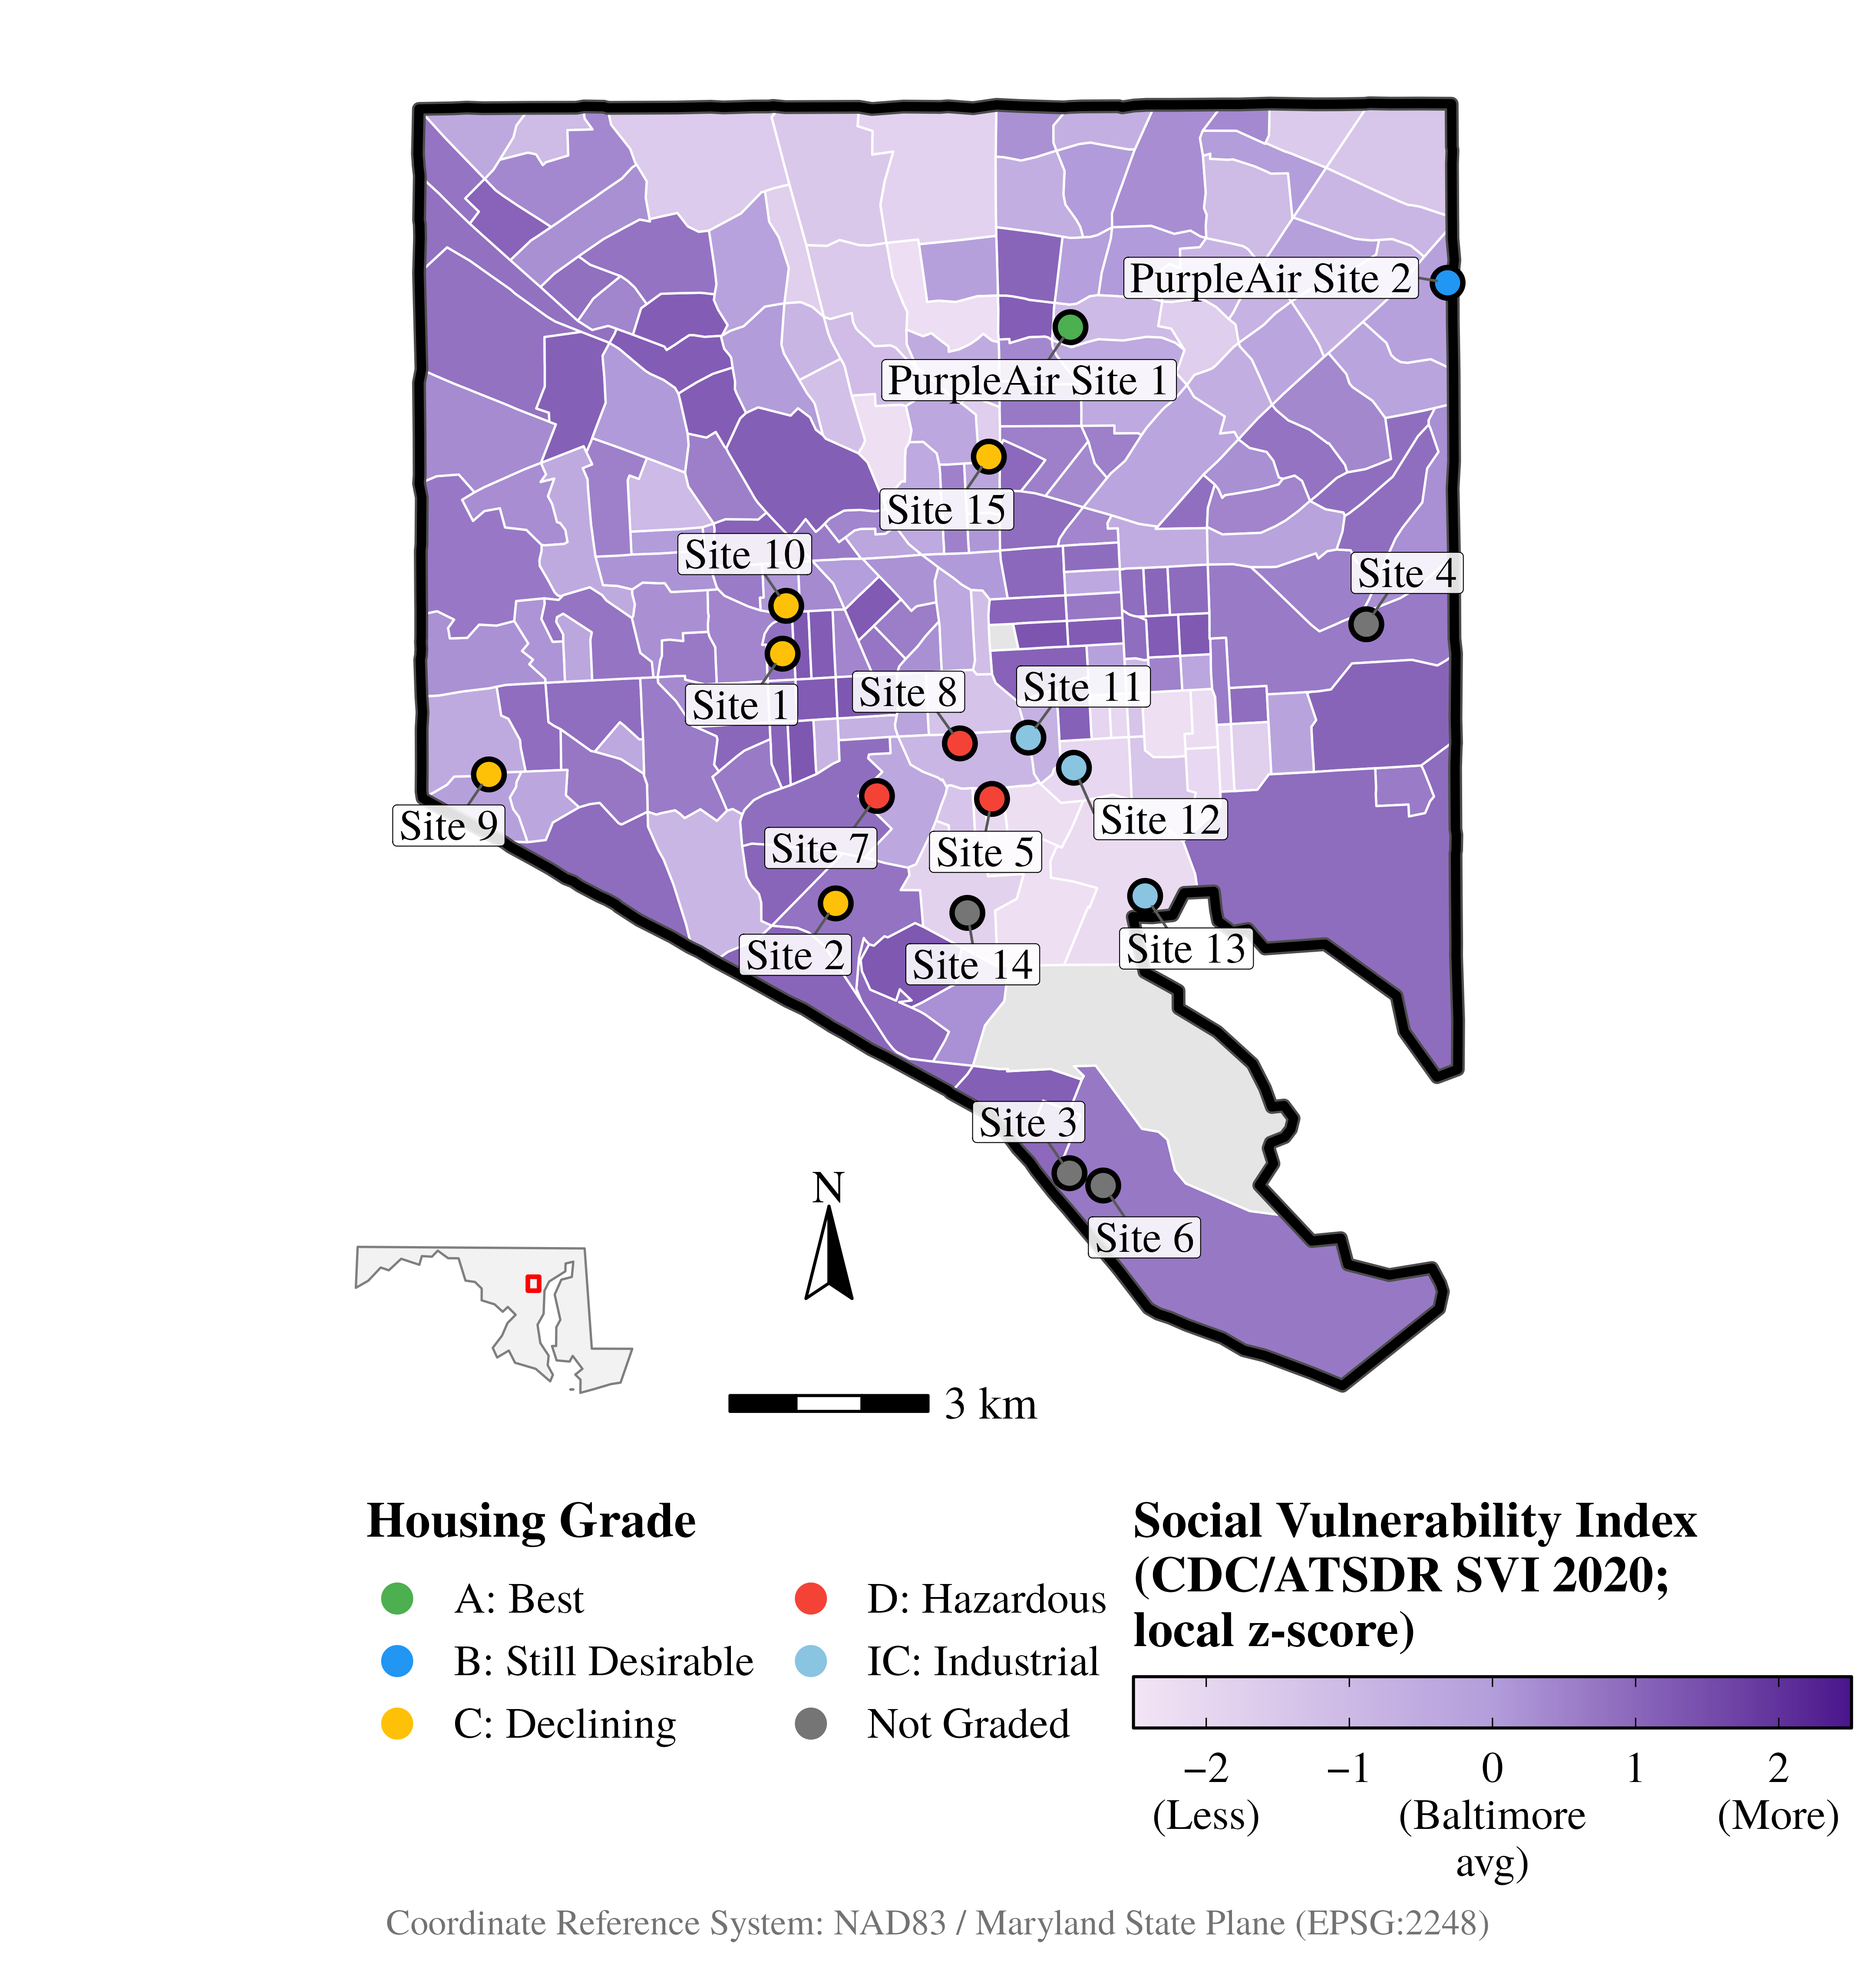 PurpleAir Site 2
PurpleAir Site 1
Site 15
Site 10
Site 4
Site 1
Site 8
Site 11
Site 9
Site 12
Site 7
Site 5
Site 2
Site 14
Site 13
Site 3
Site 6
N
3 km
Housing Grade
A: Best
B: Still Desirable
C: Declining
D: Hazardous
IC: Industrial
Not Graded
Social Vulnerability Index
(CDC/ATSDR SVI 2020;
local z-score)
−2 −1 0 1 2
(Less) (Baltimore (More)
avg)
Coordinate Reference System: NAD83 / Maryland State Plane (EPSG:2248)